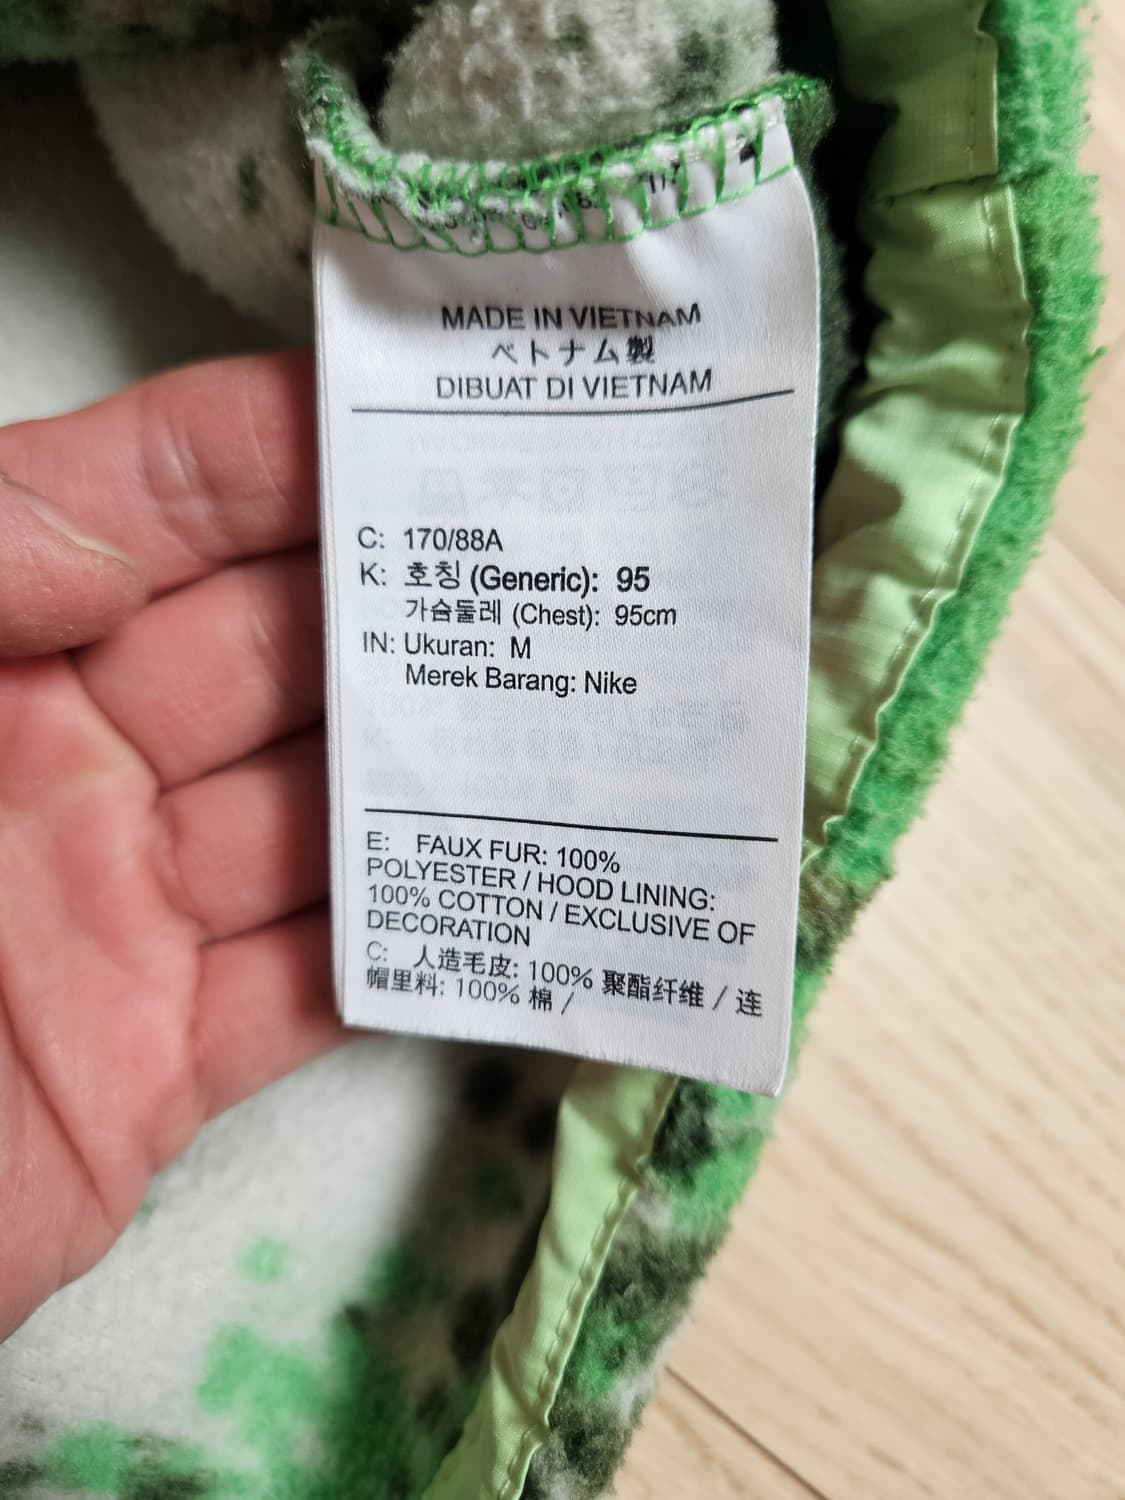 MADE IN VIETNAM
ベトナム製
DIBUAT DI VIETNAM
C: 170/88A
K: 호칭 (Generic): 95
가슴둘레 (Chest): 95cm
IN: Ukuran: M
Merek Barang: Nike
E: FAUX FUR: 100%
POLYESTER / HOOD LINING:
100% COTTON / EXCLUSIVE OF
DECORATION
C: 人造毛皮: 100% 聚酯纤维 / 连
帽里料: 100% 棉 /